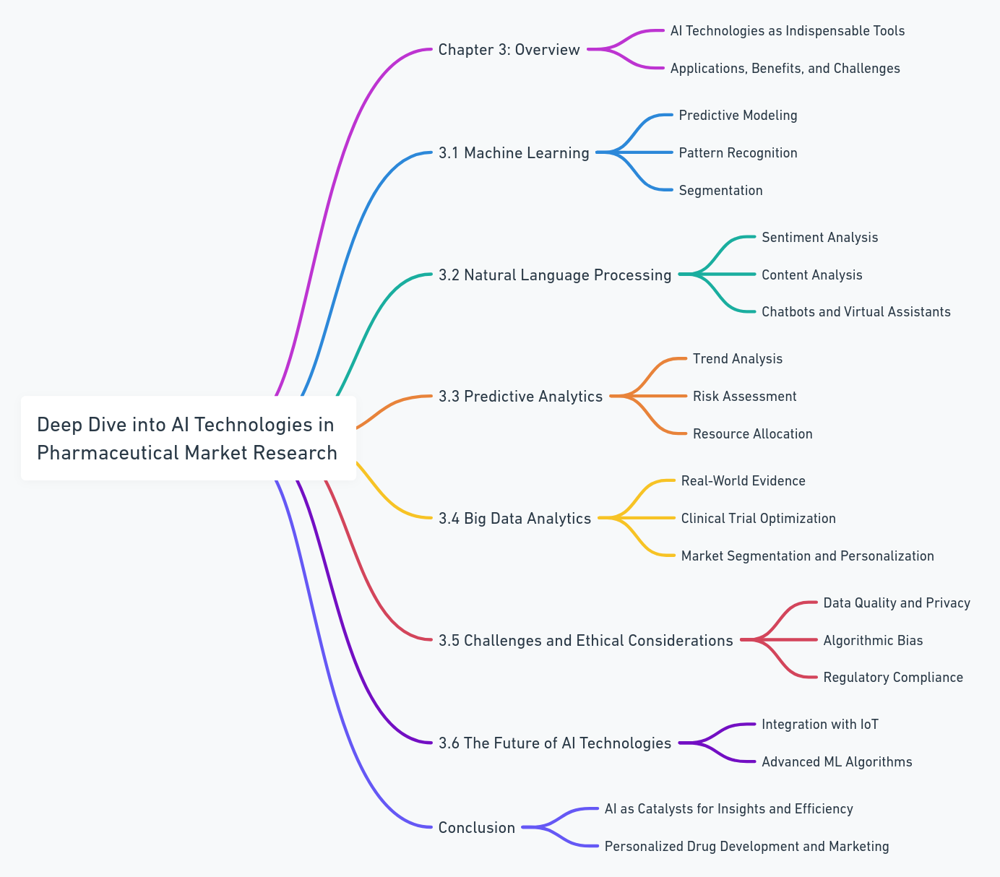 Deep Dive into AI Technologies in
Pharmaceutical Market Research
Chapter 3: Overview
AI Technologies as Indispensable Tools
Applications, Benefits, and Challenges
3.1 Machine Learning
Predictive Modeling
Pattern Recognition
Segmentation
3.2 Natural Language Processing
Sentiment Analysis
Content Analysis
Chatbots and Virtual Assistants
3.3 Predictive Analytics
Trend Analysis
Risk Assessment
Resource Allocation
3.4 Big Data Analytics
Real-World Evidence
Clinical Trial Optimization
Market Segmentation and Personalization
3.5 Challenges and Ethical Considerations
Data Quality and Privacy
Algorithmic Bias
Regulatory Compliance
3.6 The Future of AI Technologies
Integration with IoT
Advanced ML Algorithms
Conclusion
AI as Catalysts for Insights and Efficiency
Personalized Drug Development and Marketing